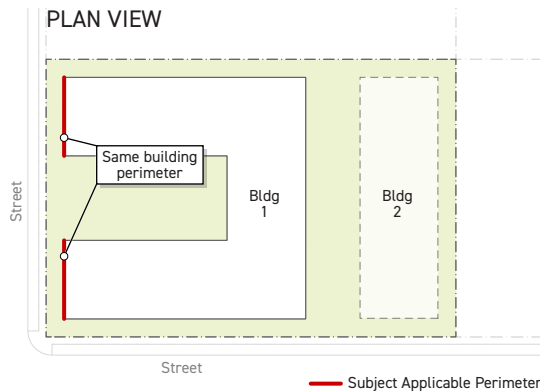 PLAN VIEW
Same building
perimeter
Bldg
1
Bldg
2
Street
Street
Subject Applicable Perimeter